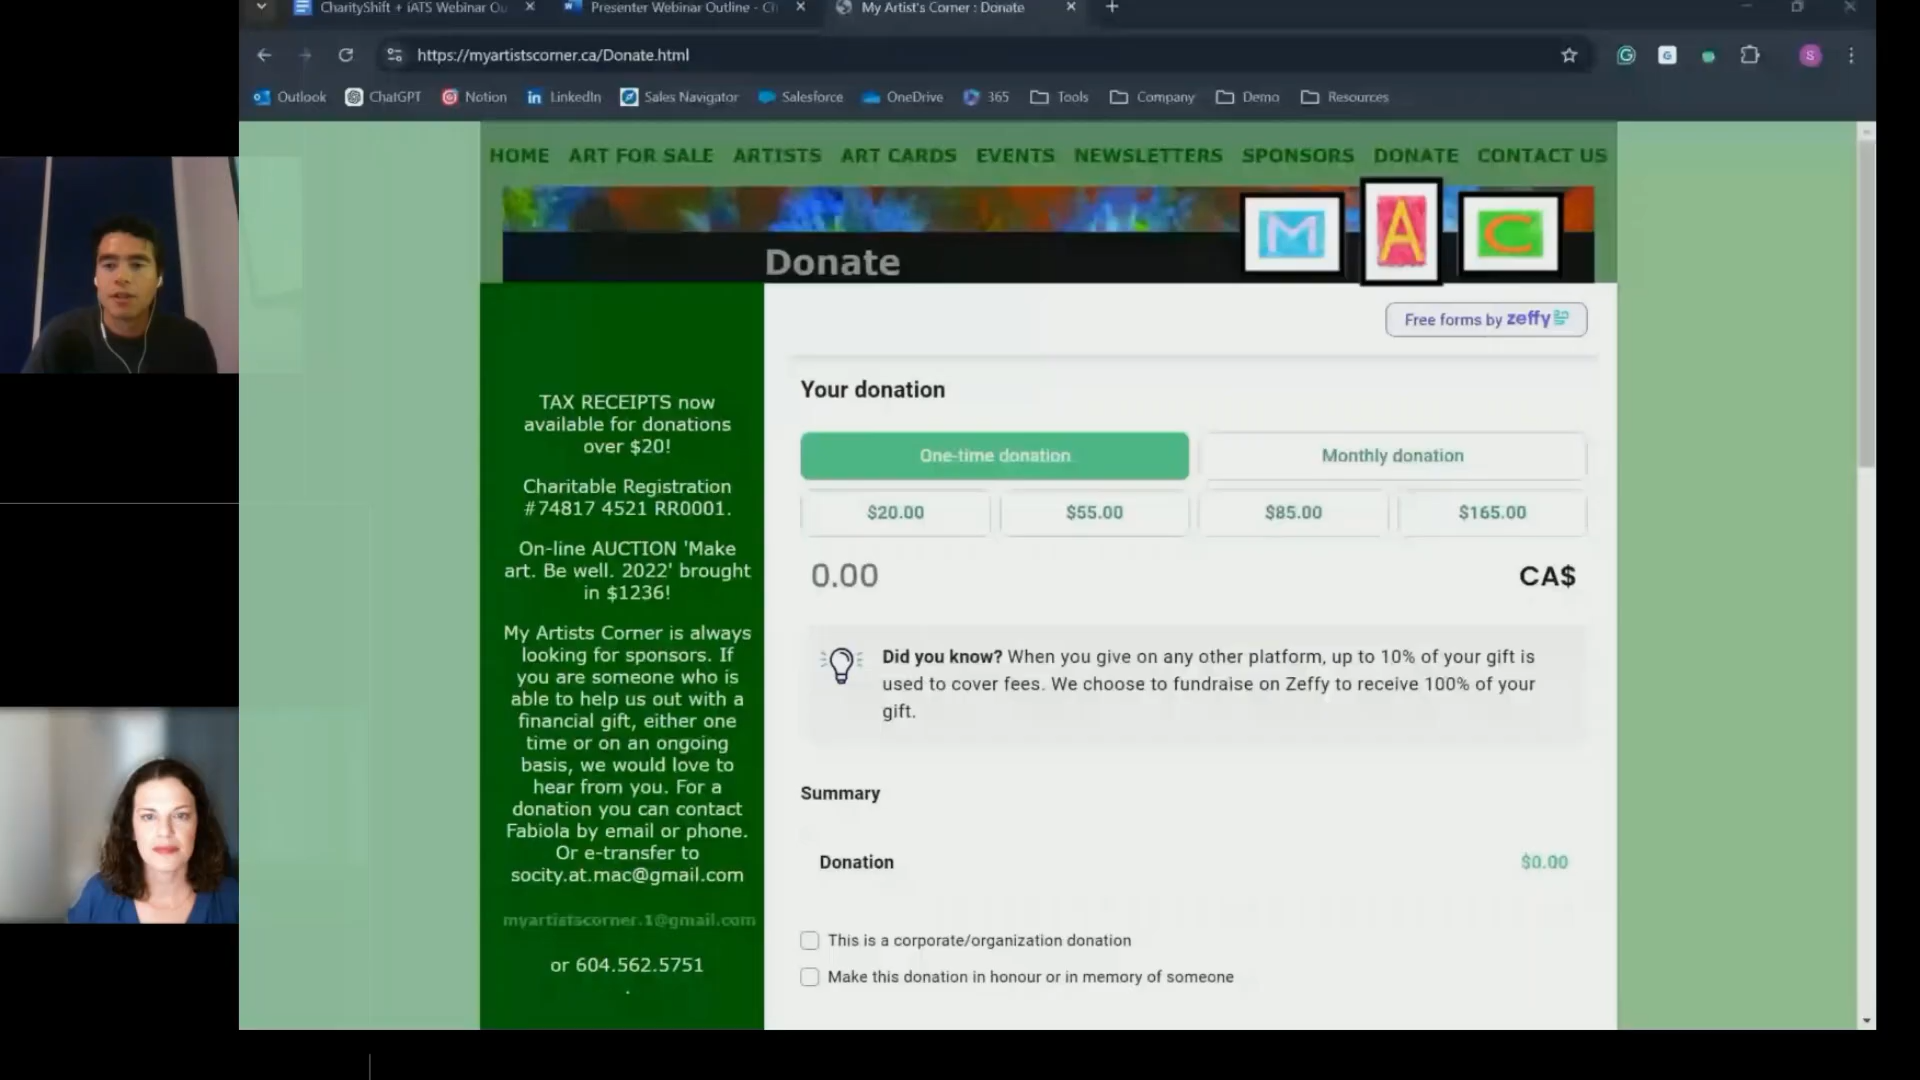 CharityShift + iATS Webinar Ou
Presenter Webinar Outline - Ch
My Artist's Corner : Donate
https://myartistscorner.ca/Donate.html
S
Outlook
ChatGPT
Notion
LinkedIn
Sales Navigator
Salesforce
OneDrive
365
Tools
Company
Demo
Resources
HOME ART FOR SALE ARTISTS ART CARDS EVENTS NEWSLETTERS SPONSORS DONATE CONTACT US
M A C
Donate
Free forms by zeffy
TAX RECEIPTS now
available for donations
over $20!
Charitable Registration
#74817 4521 RR0001.
On-line AUCTION 'Make
art. Be well. 2022' brought
in $1236!
My Artists Corner is always
looking for sponsors. If
you are someone who is
able to help us out with a
financial gift, either one
time or on an ongoing
basis, we would love to
hear from you. For a
donation you can contact
Fabiola by email or phone.
Or e-transfer to
socity.at.mac@gmail.com
myartistscorner.1@gmail.com
or 604.562.5751
.
Your donation
One-time donation
Monthly donation
$20.00
$55.00
$85.00
$165.00
0.00
CA$
Did you know? When you give on any other platform, up to 10% of your gift is
used to cover fees. We choose to fundraise on Zeffy to receive 100% of your
gift.
Summary
Donation
$0.00
This is a corporate/organization donation
Make this donation in honour or in memory of someone